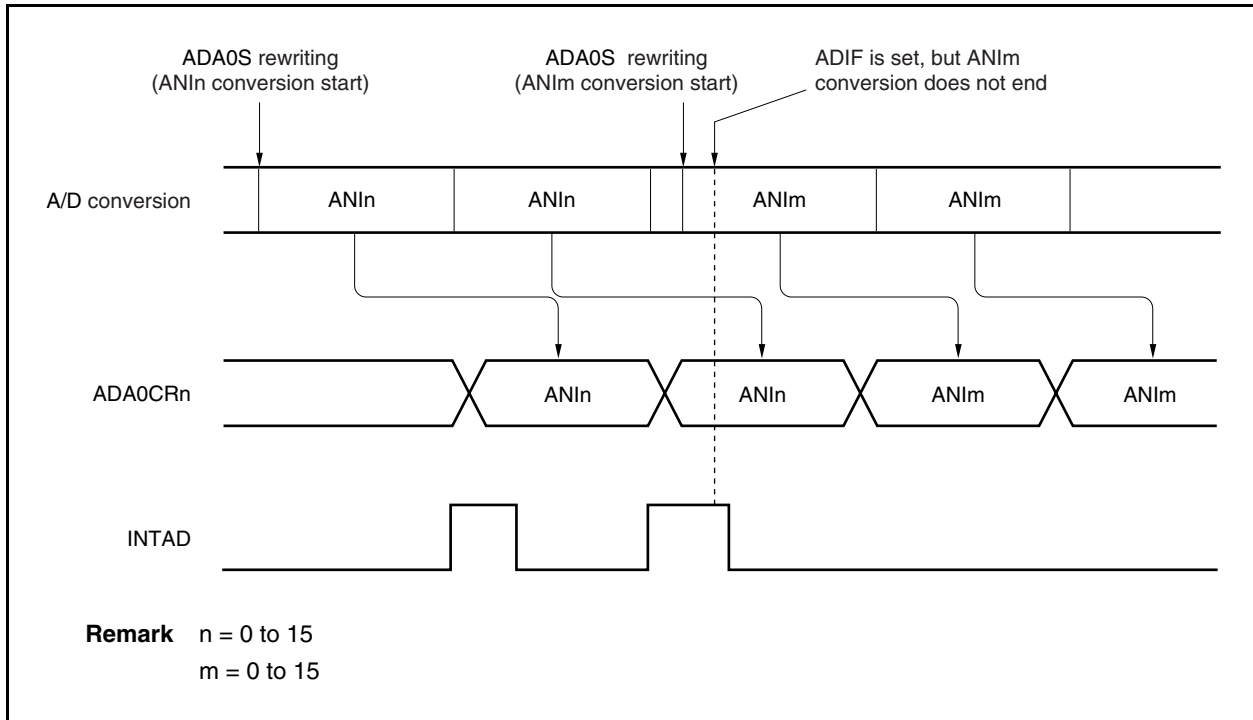 ADA0S rewriting
(ANIn conversion start)
ADA0S rewriting
(ANIm conversion start)
ADIF is set, but ANIm
conversion does not end
A/D conversion
ANIn
ANIn
ANIm
ANIm
ADA0CRn
ANIn
ANIn
ANIm
ANIm
INTAD
Remark n = 0 to 15
m = 0 to 15